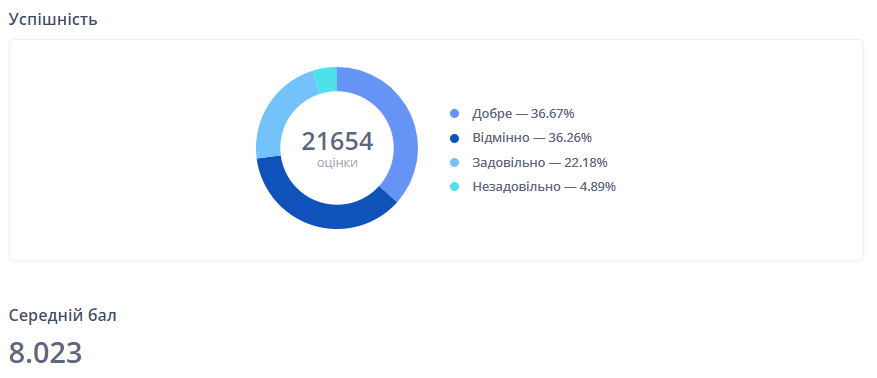 Успішність
21654
оцінки
Добре — 36.67%
Відмінно — 36.26%
Задовільно — 22.18%
Незадовільно — 4.89%
Середній бал
8.023